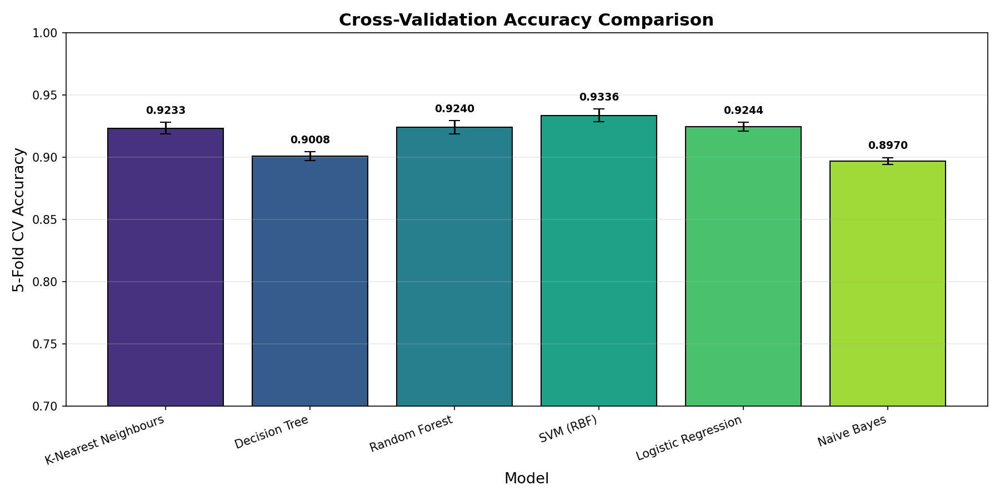 Cross-Validation Accuracy Comparison
5-Fold CV Accuracy
1.00
0.95
0.90
0.85
0.80
0.75
0.70
0.9233
0.9008
0.9240
0.9336
0.9244
0.8970
K-Nearest Neighbours
Decision Tree
Random Forest
SVM (RBF)
Logistic Regression
Naive Bayes
Model